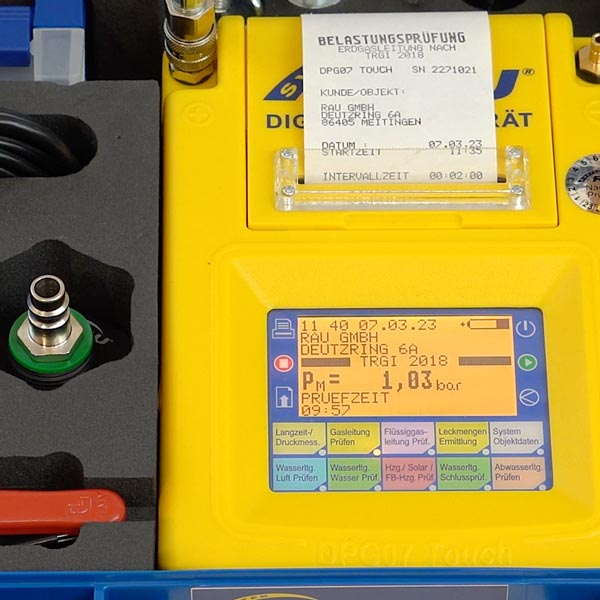 BELASTUNGSPRÜFUNG
ERDGASLEITUNG NACH
TRGI 2018
DPG07 TOUCH SN 2271021
KUNDE/OBJEKT:
RAU GMBH
DEUTZRING 6A
86405 MEITINGEN
DATUM : 07.03.23
STARTZEIT 11:35
INTERVALLZEIT 00:02:00
11 40 07.03.23
RAU GMBH
DEUTZRING 6A
TRGI 2018
PM= 1,03 bar
PRUEFZEIT
09:57
Langzeit-/ Druckmess.
Gasleitung Prüfen
Flüssiggas-leitung Prüf.
Leckmengen Ermittlung
System Objektdaten
Wasserltg. Luft Prüfen
Wasserltg. Wasser Prüf.
Hzg./ Solar / FB-Hzg. Prüf
Wasserltg. Schlussprüf.
Abwasserltg. Prüfen
DPG07 Touch